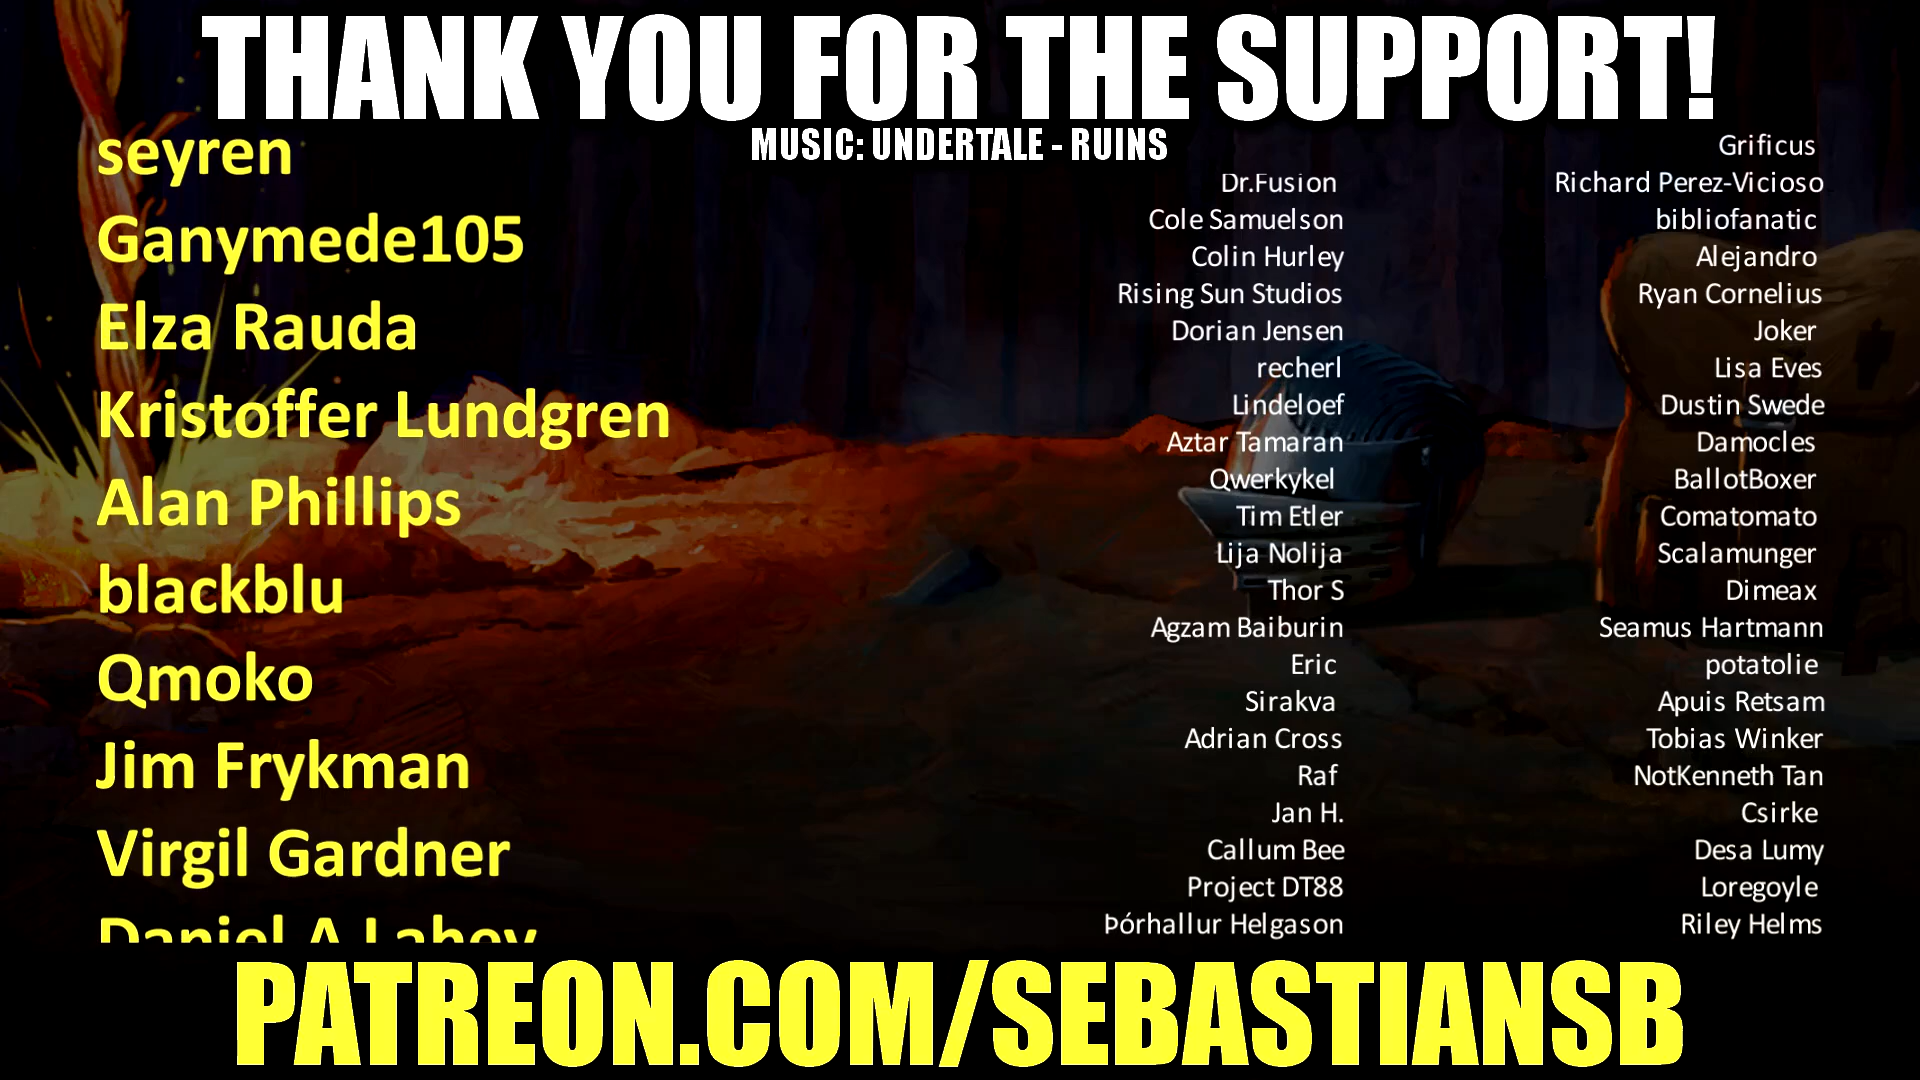 THANK YOU FOR THE SUPPORT!
MUSIC: UNDERTALE - RUINS
seyren
Ganymede105
Elza Rauda
Kristoffer Lundgren
Alan Phillips
blackblu
Qmoko
Jim Frykman
Virgil Gardner
Daniel A Lahey
Dr.Fusion
Cole Samuelson
Colin Hurley
Rising Sun Studios
Dorian Jensen
recherl
Lindeloef
Aztar Tamaran
Qwerkykel
Tim Etler
Lija Nolija
Thor S
Agzam Baiburin
Eric
Sirakva
Adrian Cross
Raf
Jan H.
Callum Bee
Project DT88
Þórhallur Helgason
Grificus
Richard Perez-Vicioso
bibliofanatic
Alejandro
Ryan Cornelius
Joker
Lisa Eves
Dustin Swede
Damocles
BallotBoxer
Comatomato
Scalamunger
Dimeax
Seamus Hartmann
potatolie
Apuis Retsam
Tobias Winker
NotKenneth Tan
Csirke
Desa Lumy
Loregoyle
Riley Helms
PATREON.COM/SEBASTIANSB